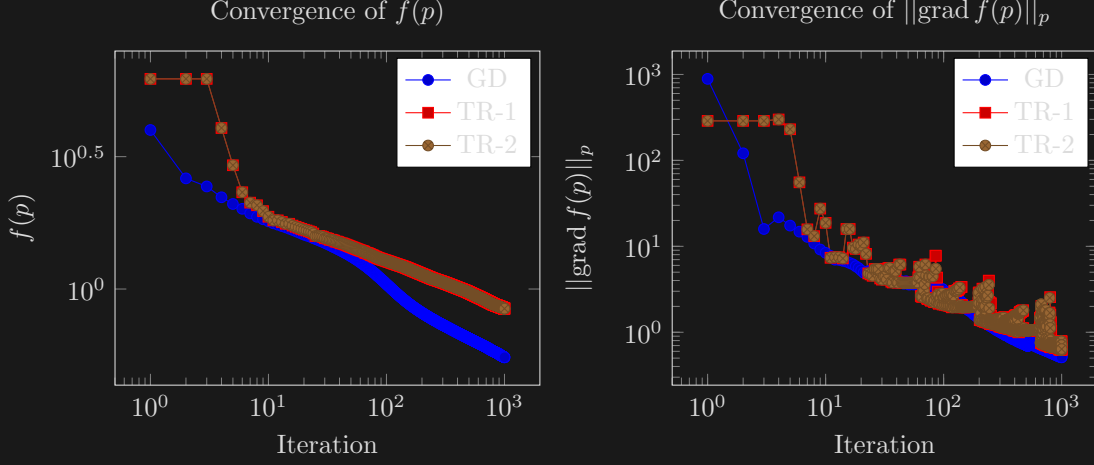 Convergence of f(p)
10^0.5
10^0
f(p)
10^0 10^1 10^2 10^3
Iteration
GD
TR-1
TR-2
Convergence of ||grad f(p)||_p
10^3
10^2
10^1
10^0
||grad f(p)||_p
10^0 10^1 10^2 10^3
Iteration
GD
TR-1
TR-2